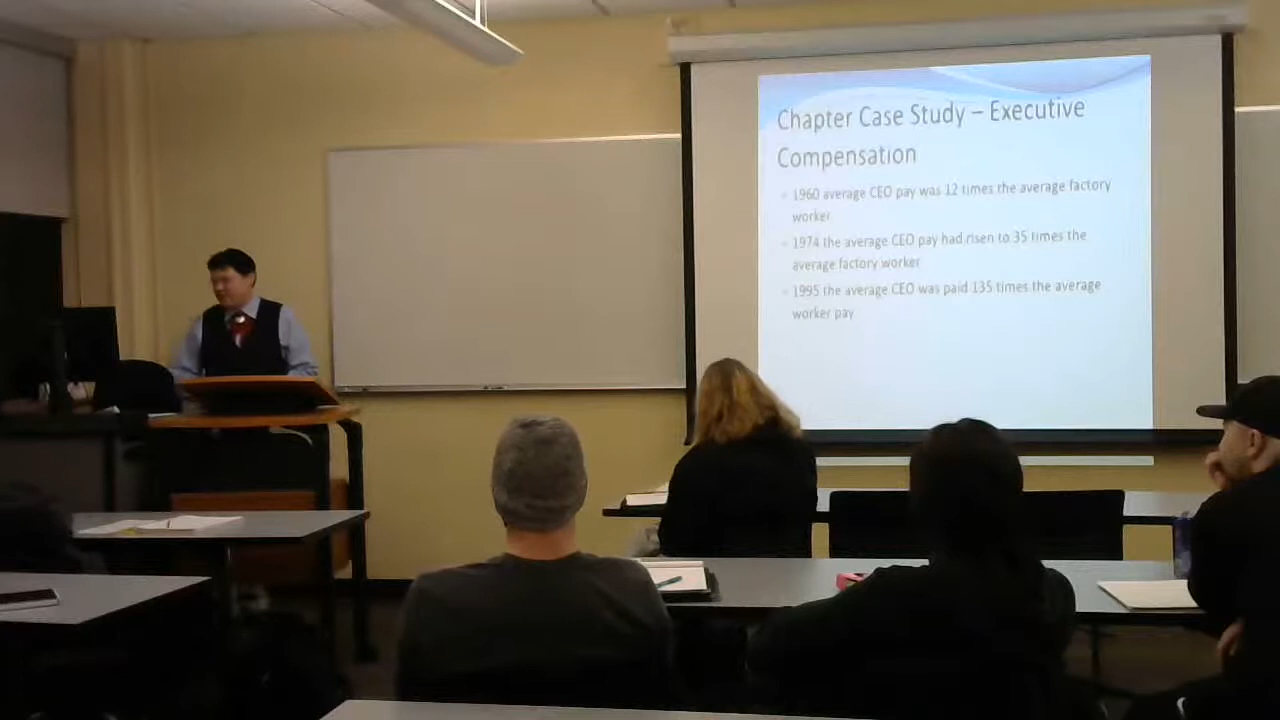 Chapter Case Study – Executive
Compensation
1960 average CEO pay was 12 times the average factory
worker
1974 the average CEO pay had risen to 35 times the
average factory worker
1995 the average CEO was paid 135 times the average
worker pay